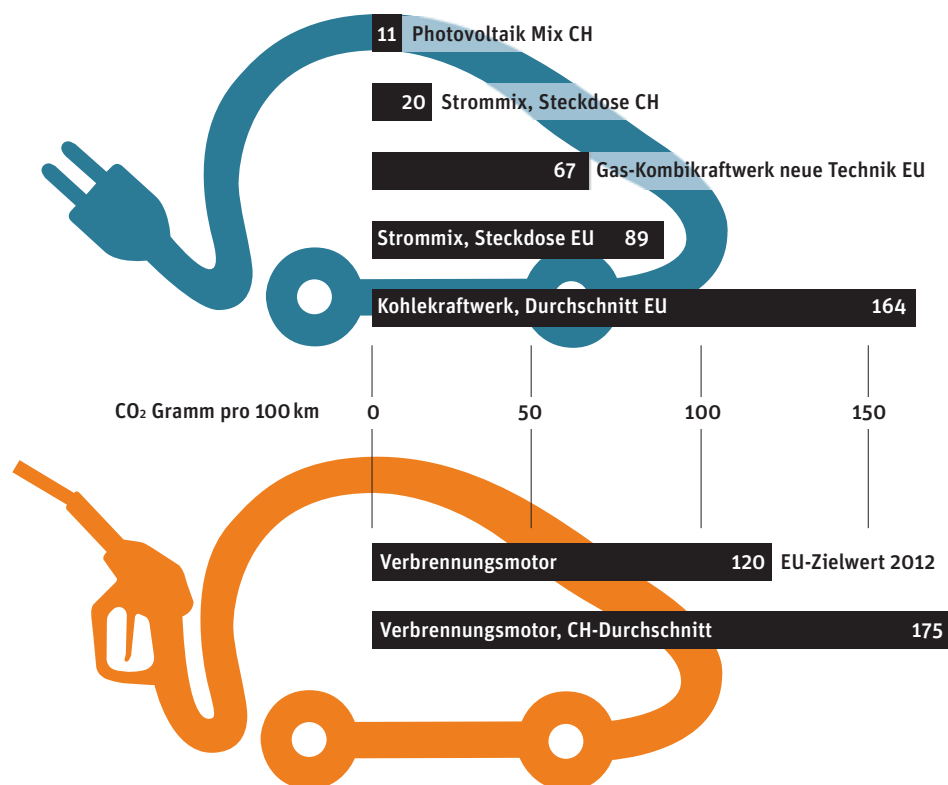 11 Photovoltaik Mix CH
20 Strommix, Steckdose CH
67 Gas-Kombikraftwerk neue Technik EU
Strommix, Steckdose EU 89
Kohlekraftwerk, Durchschnitt EU 164
CO₂ Gramm pro 100 km 0 50 100 150
Verbrennungsmotor 120 EU-Zielwert 2012
Verbrennungsmotor, CH-Durchschnitt 175